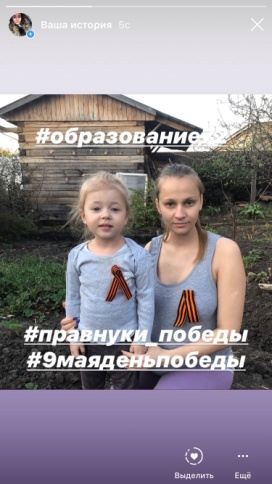 Ваша история 5с
#образование
#правнуки_победы
#9маяденьпобеды
Выделить Ещё